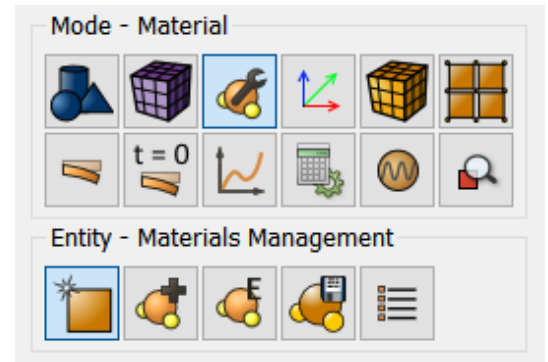 Mode - Material
t = 0
Entity - Materials Management
E